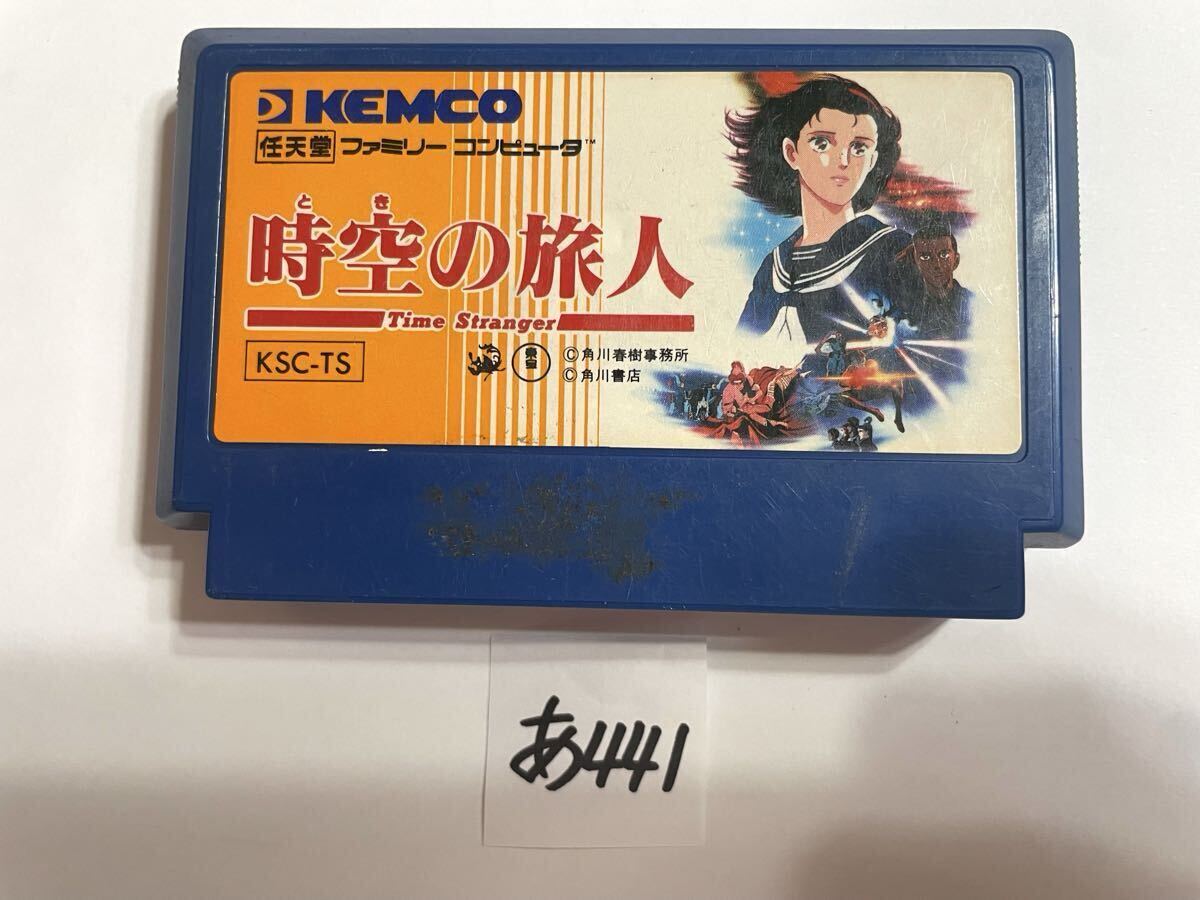 KEMCO
任天堂 ファミリー コンピュータ™
とき
時空の旅人
Time Stranger
KSC-TS
©角川春樹事務所
©角川書店
あ441